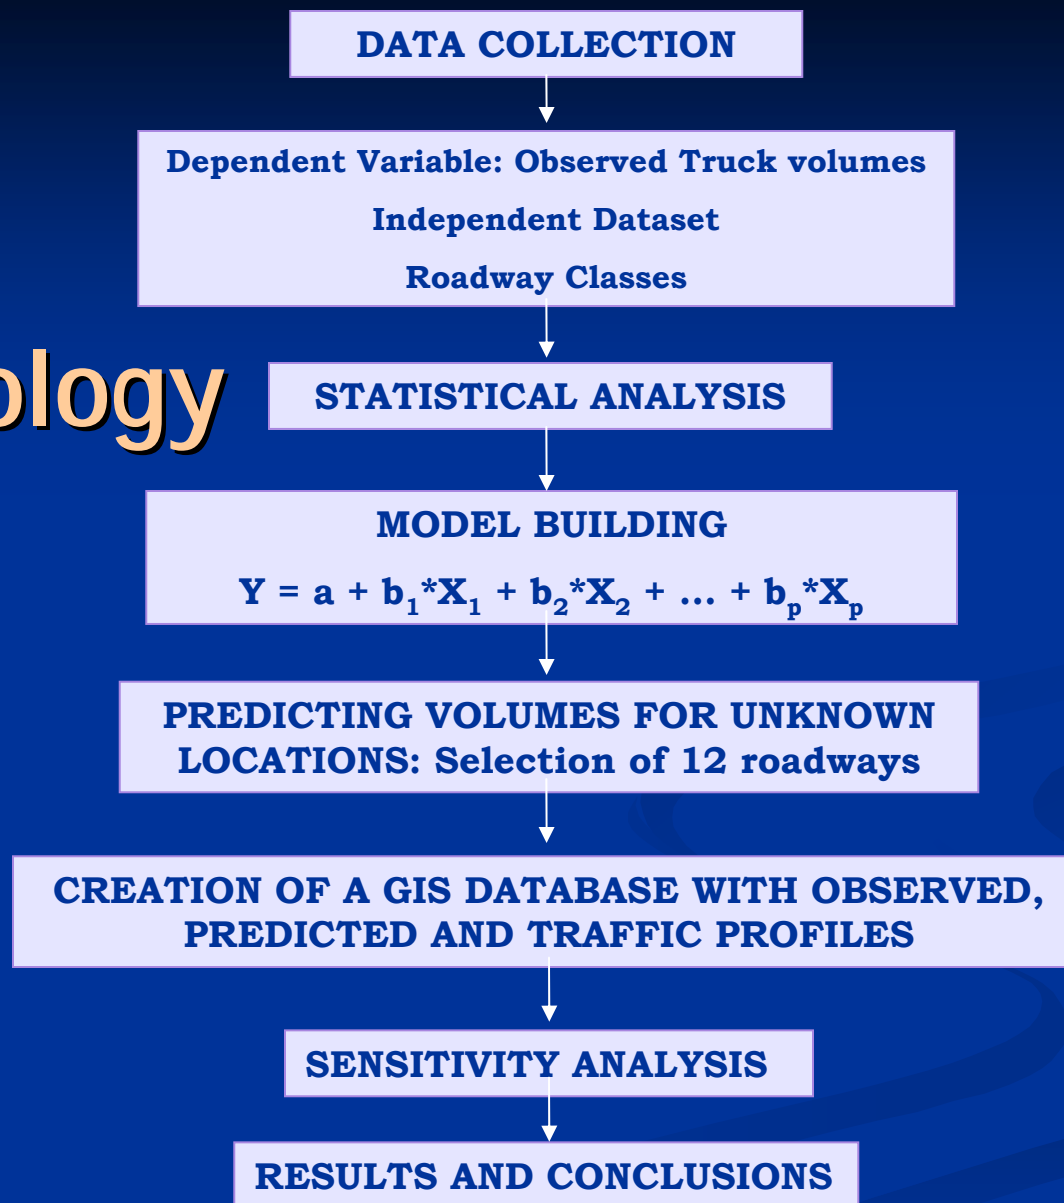 DATA COLLECTION
Dependent Variable: Observed Truck volumes
Independent Dataset
Roadway Classes
ology
STATISTICAL ANALYSIS
MODEL BUILDING
Y = a + b₁*X₁ + b₂*X₂ + ... + bₚ*Xₚ
PREDICTING VOLUMES FOR UNKNOWN
LOCATIONS: Selection of 12 roadways
CREATION OF A GIS DATABASE WITH OBSERVED,
PREDICTED AND TRAFFIC PROFILES
SENSITIVITY ANALYSIS
RESULTS AND CONCLUSIONS